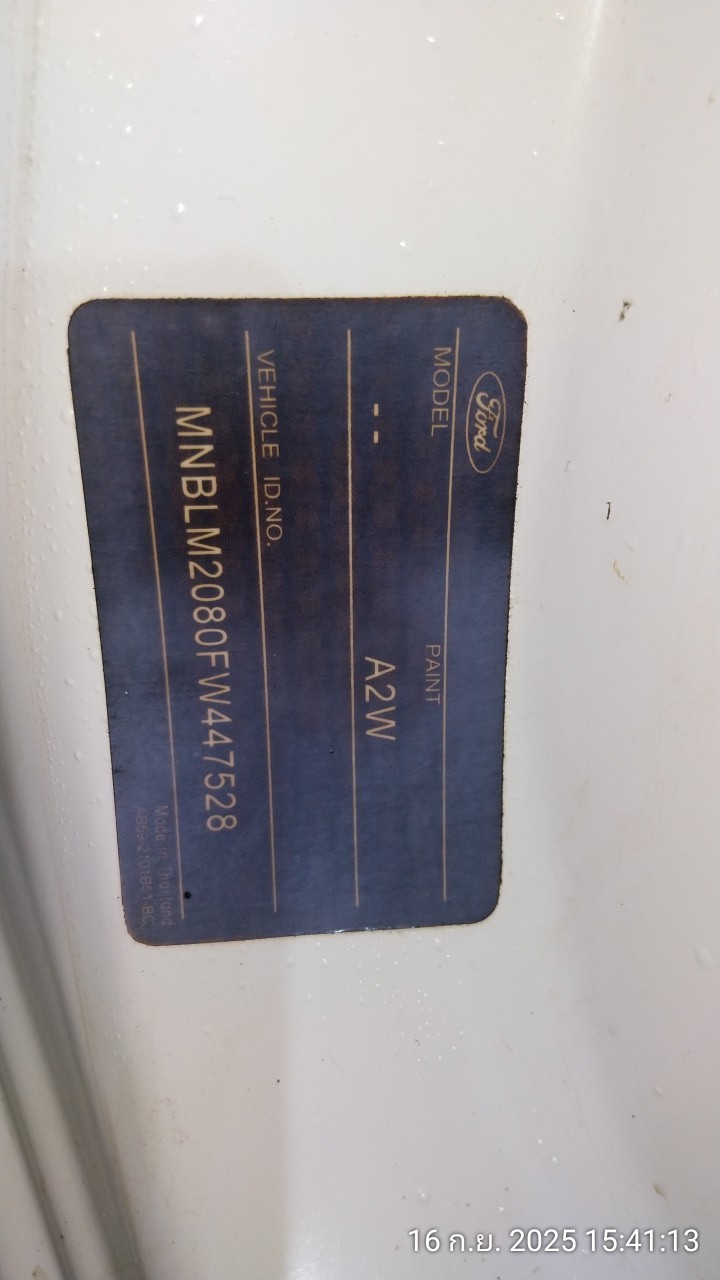 Ford
MODEL PAINT
-- A2W
VEHICLE ID.NO.
MNBLM2080FW447528
Made in Thailand
16 ก.ย. 2025 15:41:13